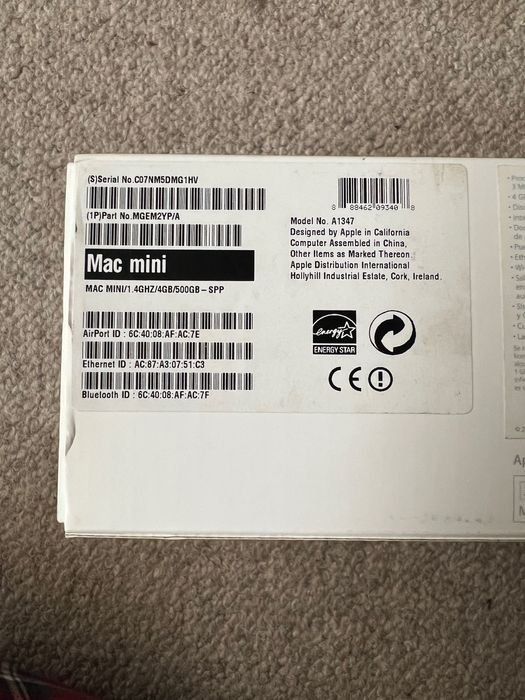 (S)Serial No.C07NM5DMG1HV
(1P)Part No.MGEM2YP/A
Mac mini
MAC MINI/1.4GHZ/4GB/500GB-SPP
AirPort ID : 6C:40:08:AF:AC:7E
Ethernet ID : AC:87:A3:07:51:C3
Bluetooth ID : 6C:40:08:AF:AC:7F
8 88462 09340 8
Model No. A1347
Designed by Apple in California
Computer Assembled in China,
Other Items as Marked Thereon.
Apple Distribution International
Hollyhill Industrial Estate, Cork, Ireland.
energy
ENERGY STAR
CE